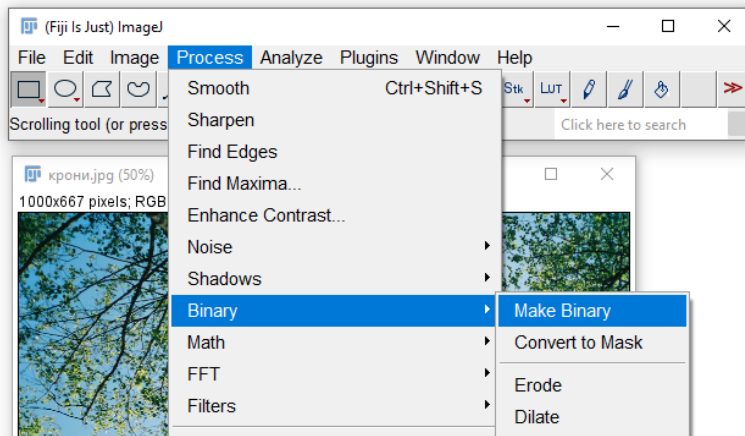 (Fiji Is Just) ImageJ
File Edit Image Process Analyze Plugins Window Help
Stk LUT
Scrolling tool (or press
Click here to search
Smooth Ctrl+Shift+S
Sharpen
Find Edges
Find Maxima...
Enhance Contrast...
Noise
Shadows
Binary
Math
FFT
Filters
Make Binary
Convert to Mask
Erode
Dilate
крони.jpg (50%)
1000x667 pixels; RGB